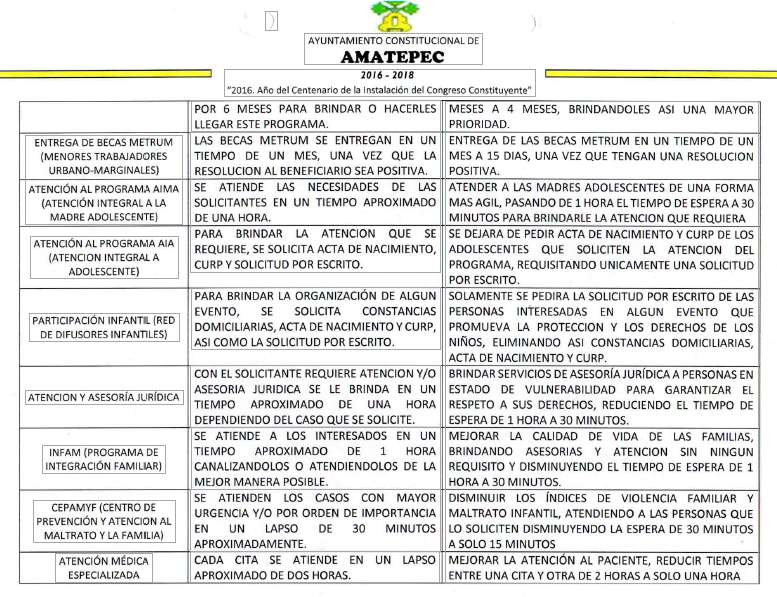 AYUNTAMIENTO CONSTITUCIONAL DE
AMATEPEC
2016 - 2018
"2016. Año del Centenario de la Instalación del Congreso Constituyente"
POR 6 MESES PARA BRINDAR O HACERLES
LLEGAR ESTE PROGRAMA.
MESES A 4 MESES, BRINDANDOLES ASI UNA MAYOR
PRIORIDAD.
ENTREGA DE BECAS METRUM
(MENORES TRABAJADORES
URBANO-MARGINALES)
LAS BECAS METRUM SE ENTREGAN EN UN
TIEMPO DE UN MES, UNA VEZ QUE LA
RESOLUCION AL BENEFICIARIO SEA POSITIVA.
ENTREGA DE LAS BECAS METRUM EN UN TIEMPO DE UN
MES A 15 DIAS, UNA VEZ QUE TENGAN UNA RESOLUCION
POSITIVA.
ATENCIÓN AL PROGRAMA AIMA
(ATENCIÓN INTEGRAL A LA
MADRE ADOLESCENTE)
SE ATIENDE LAS NECESIDADES DE LAS
SOLICITANTES EN UN TIEMPO APROXIMADO
DE UNA HORA.
ATENDER A LAS MADRES ADOLESCENTES DE UNA FORMA
MAS AGIL, PASANDO DE 1 HORA EL TIEMPO DE ESPERA A 30
MINUTOS PARA BRINDARLE LA ATENCION QUE REQUIERA
ATENCIÓN AL PROGRAMA AIA
(ATENCION INTEGRAL A
ADOLESCENTE)
PARA BRINDAR LA ATENCION QUE SE
REQUIERE, SE SOLICITA ACTA DE NACIMIENTO,
CURP Y SOLICITUD POR ESCRITO.
SE DEJARA DE PEDIR ACTA DE NACIMIENTO Y CURP DE LOS
ADOLESCENTES QUE SOLICITEN LA ATENCION DEL
PROGRAMA, REQUISITANDO UNICAMENTE UNA SOLICITUD
POR ESCRITO.
PARTICIPACIÓN INFANTIL (RED
DE DIFUSORES INFANTILES)
PARA BRINDAR LA ORGANIZACIÓN DE ALGUN
EVENTO, SE SOLICITA CONSTANCIAS
DOMICILIARIAS, ACTA DE NACIMIENTO Y CURP,
ASI COMO LA SOLICITUD POR ESCRITO.
SOLAMENTE SE PEDIRA LA SOLICITUD POR ESCRITO DE LAS
PERSONAS INTERESADAS EN ALGUN EVENTO QUE
PROMUEVA LA PROTECCION Y LOS DERECHOS DE LOS
NIÑOS, ELIMINANDO ASI CONSTANCIAS DOMICILIARIAS,
ACTA DE NACIMIENTO Y CURP.
ATENCION Y ASESORÍA JURÍDICA
CON EL SOLICITANTE REQUIERE ATENCION Y/O
ASESORIA JURIDICA SE LE BRINDA EN UN
TIEMPO APROXIMADO DE UNA HORA
DEPENDIENDO DEL CASO QUE SE SOLICITE.
BRINDAR SERVICIOS DE ASESORÍA JURÍDICA A PERSONAS EN
ESTADO DE VULNERABILIDAD PARA GARANTIZAR EL
RESPETO A SUS DERECHOS, REDUCIENDO EL TIEMPO DE
ESPERA DE 1 HORA A 30 MINUTOS.
INFAM (PROGRAMA DE
INTEGRACIÓN FAMILIAR)
SE ATIENDE A LOS INTERESADOS EN UN
TIEMPO APROXIMADO DE 1 HORA
CANALIZANDOLOS O ATENDIENDOLOS DE LA
MEJOR MANERA POSIBLE.
MEJORAR LA CALIDAD DE VIDA DE LAS FAMILIAS,
BRINDANDO ASESORIAS Y ATENCION SIN NINGUN
REQUISITO Y DISMINUYENDO EL TIEMPO DE ESPERA DE 1
HORA A 30 MINUTOS.
CEPAMYF (CENTRO DE
PREVENCIÓN Y ATENCION AL
MALTRATO Y LA FAMILIA)
SE ATIENDEN LOS CASOS CON MAYOR
URGENCIA Y/O POR ORDEN DE IMPORTANCIA
EN UN LAPSO DE 30 MINUTOS
APROXIMADAMENTE.
DISMINUIR LOS ÍNDICES DE VIOLENCIA FAMILIAR Y
MALTRATO INFANTIL, ATENDIENDO A LAS PERSONAS QUE
LO SOLICITEN DISMINUYENDO LA ESPERA DE 30 MINUTOS
A SOLO 15 MINUTOS
ATENCIÓN MÉDICA
ESPECIALIZADA
CADA CITA SE ATIENDE EN UN LAPSO
APROXIMADO DE DOS HORAS.
MEJORAR LA ATENCIÓN AL PACIENTE, REDUCIR TIEMPOS
ENTRE UNA CITA Y OTRA DE 2 HORAS A SOLO UNA HORA